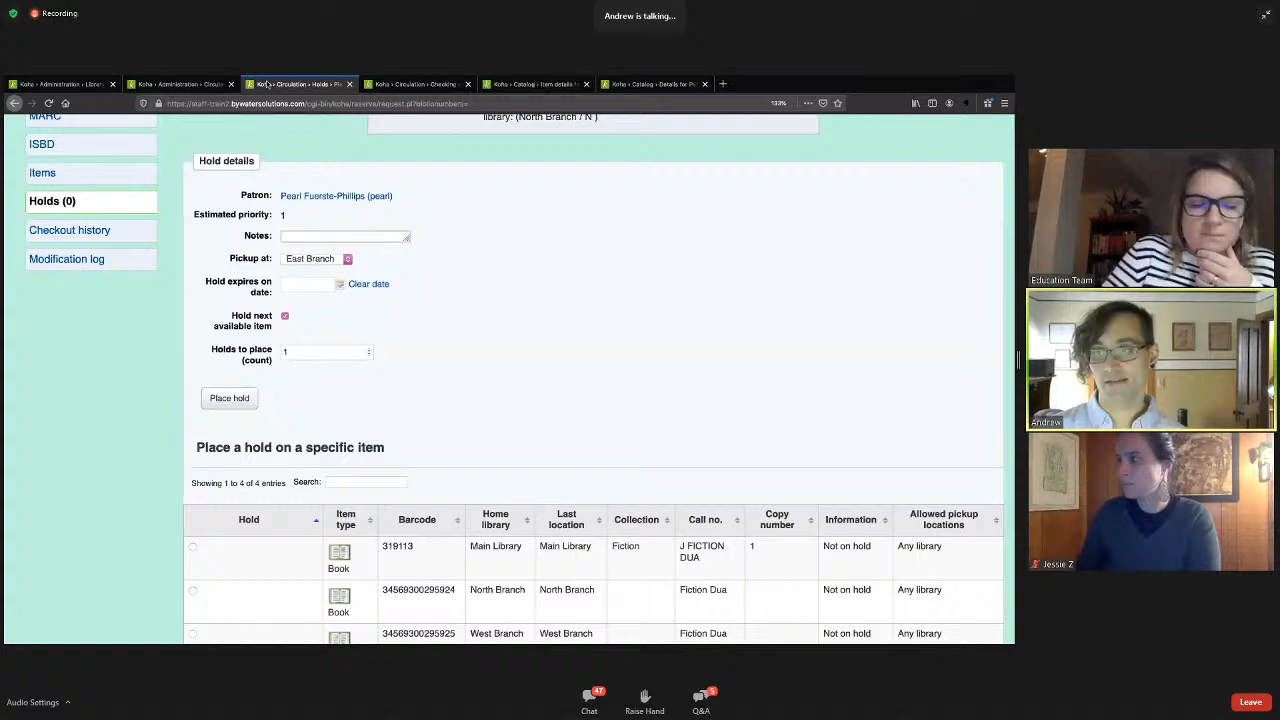 Recording
Andrew is talking...
Koha › Administration › Librar
Koha › Administration › Circula
Koha › Circulation › Holds › Pl
Koha › Circulation › Checking
Koha › Catalog › Item details f
Koha › Catalog › Details for Pe
https://staff-train2.bywatersolutions.com/cgi-bin/koha/reserve/request.pl?biblionumbers=
133%
MARC
library: (North Branch / N )
ISBD
Items
Holds (0)
Checkout history
Modification log
Hold details
Patron: Pearl Fuerste-Phillips (pearl)
Estimated priority: 1
Notes:
Pickup at: East Branch
Hold expires on date: Clear date
Hold next available item
Holds to place (count) 1
Place hold
Place a hold on a specific item
Showing 1 to 4 of 4 entries Search:
Hold Item type Barcode Home library Last location Collection Call no. Copy number Information Allowed pickup locations
Book 319113 Main Library Main Library Fiction J FICTION DUA 1 Not on hold Any library
Book 34569300295924 North Branch North Branch Fiction Dua Not on hold Any library
34569300295925 West Branch West Branch Fiction Dua Not on hold Any library
Education Team
Andrew
Jessie Z
Audio Settings
47
Chat
Raise Hand
5
Q&A
Leave